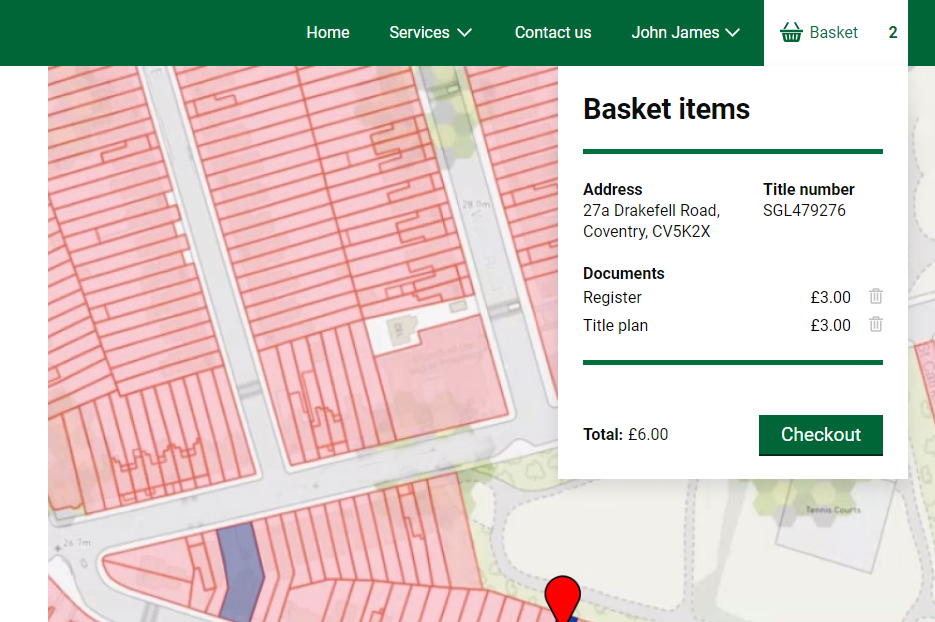 Home Services Contact us John James Basket 2
Basket items
Address Title number
27a Drakefell Road, SGL479276
Coventry, CV5K2X
Documents
Register £3.00
Title plan £3.00
Total: £6.00 Checkout
28.0m
Tennis Courts
26.7m